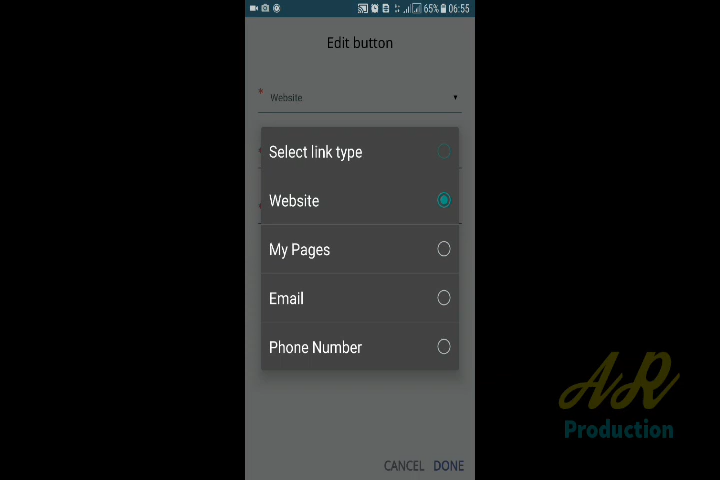 65% 06:55
Edit button
* Website
Select link type
Website
My Pages
Email
Phone Number
CANCEL DONE
AR
Production